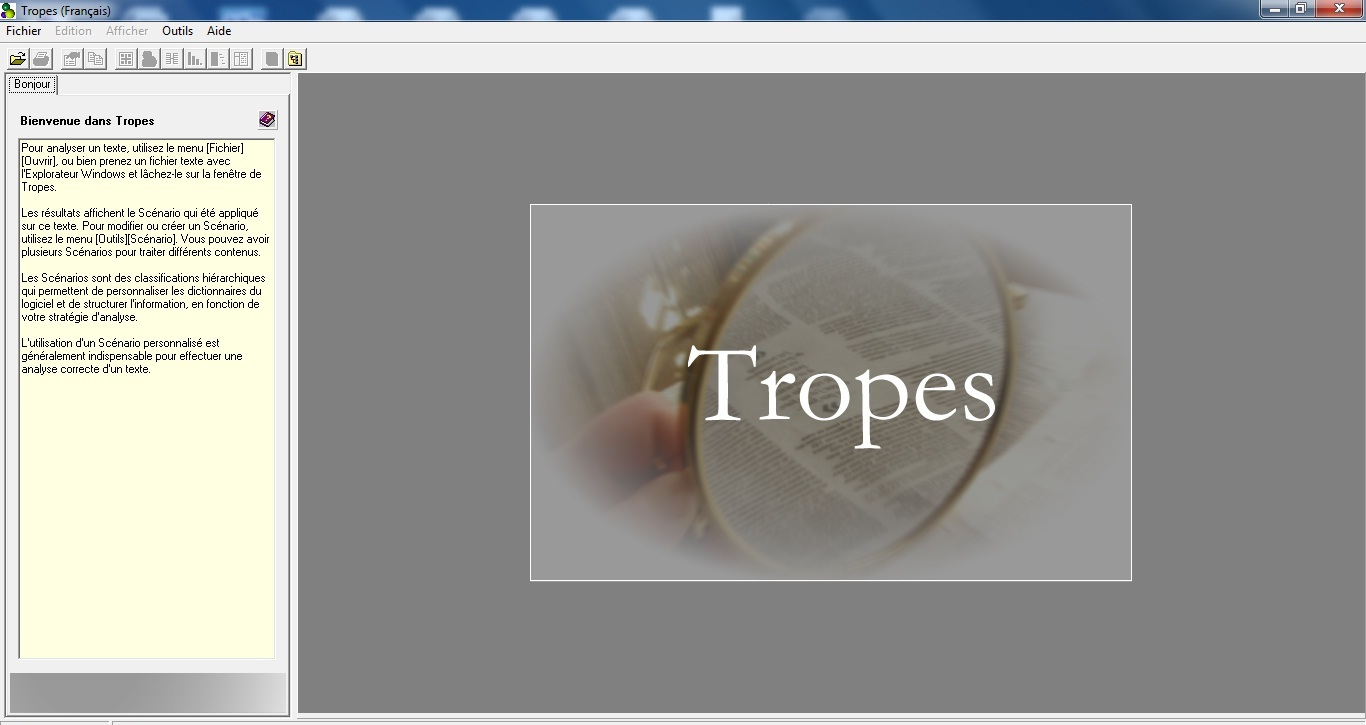 Tropes (Français)
Fichier Edition Afficher Outils Aide
Bonjour
Bienvenue dans Tropes
Pour analyser un texte, utilisez le menu [Fichier]
[Ouvrir], ou bien prenez un fichier texte avec
l'Explorateur Windows et lâchez-le sur la fenêtre de
Tropes.
Les résultats affichent le Scénario qui été appliqué
sur ce texte. Pour modifier ou créer un Scénario,
utilisez le menu [Outils][Scénario]. Vous pouvez avoir
plusieurs Scénarios pour traiter différents contenus.
Les Scénarios sont des classifications hiérarchiques
qui permettent de personnaliser les dictionnaires du
logiciel et de structurer l'information, en fonction de
votre stratégie d'analyse.
L'utilisation d'un Scénario personnalisé est
généralement indispensable pour effectuer une
analyse correcte d'un texte.
Tropes